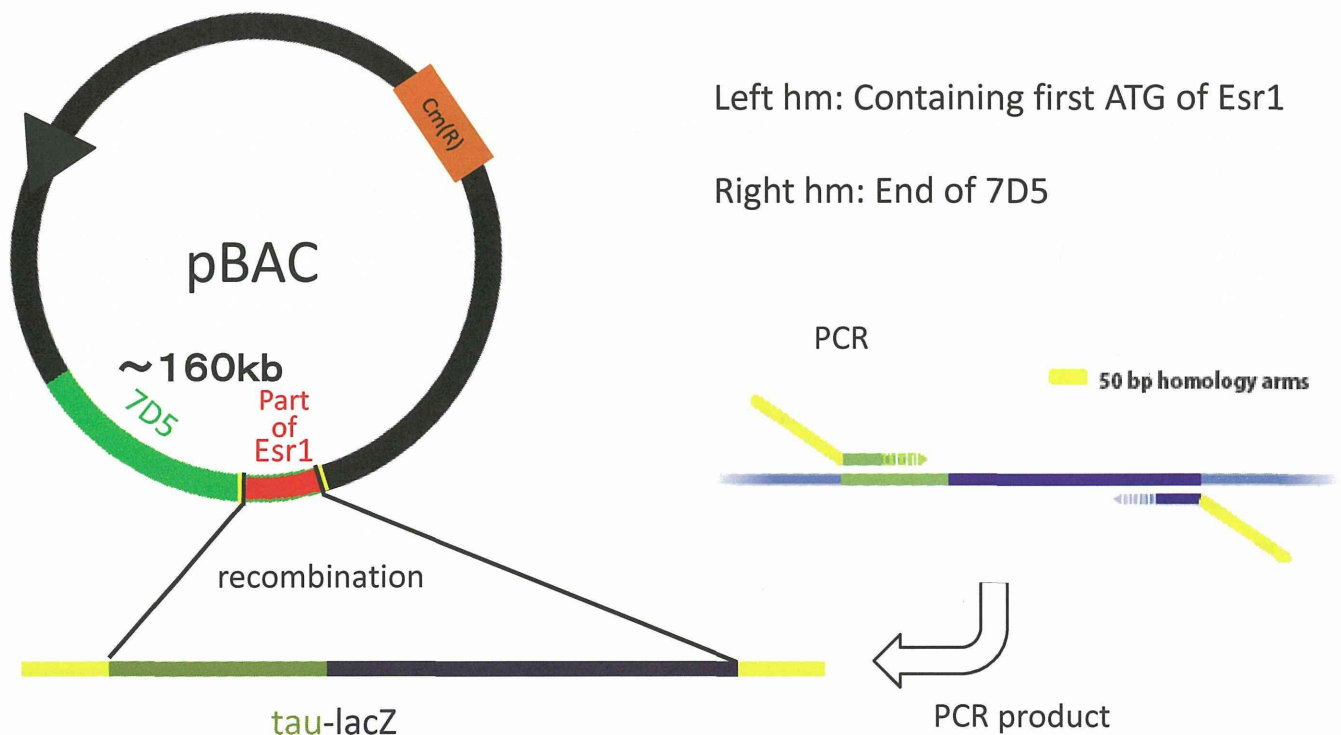 Cm(R)
Left hm: Containing first ATG of Esr1
Right hm: End of 7D5
pBAC
~160kb
7D5
Part
of
Esr1
PCR
50 bp homology arms
recombination
tau-lacZ
PCR product